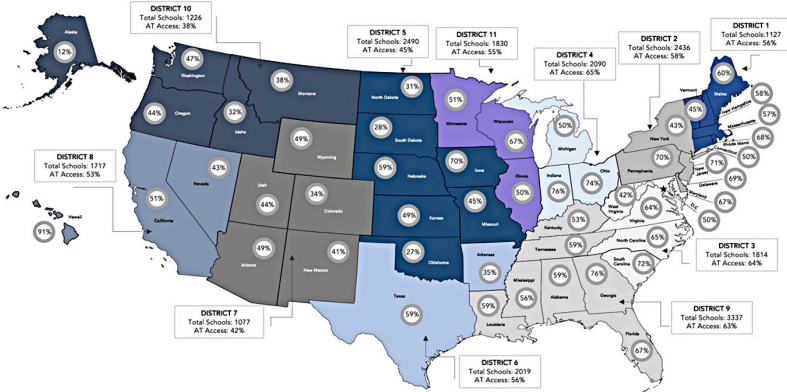 DISTRICT 10
Total Schools: 1226
AT Access: 38%
DISTRICT 5
Total Schools: 2490
AT Access: 45%
DISTRICT 11
Total Schools: 1830
AT Access: 55%
DISTRICT 4
Total Schools: 2090
AT Access: 65%
DISTRICT 2
Total Schools: 2436
AT Access: 58%
DISTRICT 1
Total Schools:1127
AT Access: 56%
Alaska
12%
47%
Washington
38%
Montana
44%
Oregon
32%
Idaho
31%
North Dakota
28%
South Dakota
51%
Minnesota
Wisconsin
67%
50%
Michigan
Vermont
45%
60%
Maine
New Hampshire
58%
Massachusetts
57%
Rhode Island
68%
Connecticut
50%
43%
New York
70%
Pennsylvania
New
Jersey
71%
Delaware
69%
Maryland
67%
D.C.
50%
DISTRICT 8
Total Schools: 1717
AT Access: 53%
43%
Nevada
51%
California
Hawaii
91%
49%
Wyoming
Utah
44%
34%
Colorado
49%
Arizona
41%
New Mexico
59%
Nebraska
70%
Iowa
49%
Kansas
45%
Missouri
27%
Oklahoma
Illinois
50%
Indiana
76%
Ohio
74%
42%
West
Virginia
64%
Virginia
53%
Kentucky
59%
Tennessee
65%
North Carolina
72%
South
Carolina
Arkansas
35%
Texas
59%
59%
Louisiana
Mississippi
56%
59%
Alabama
76%
Georgia
Florida
67%
DISTRICT 3
Total Schools: 1814
AT Access: 64%
DISTRICT 7
Total Schools: 1077
AT Access: 42%
DISTRICT 9
Total Schools: 3337
AT Access: 63%
DISTRICT 6
Total Schools: 2019
AT Access: 56%